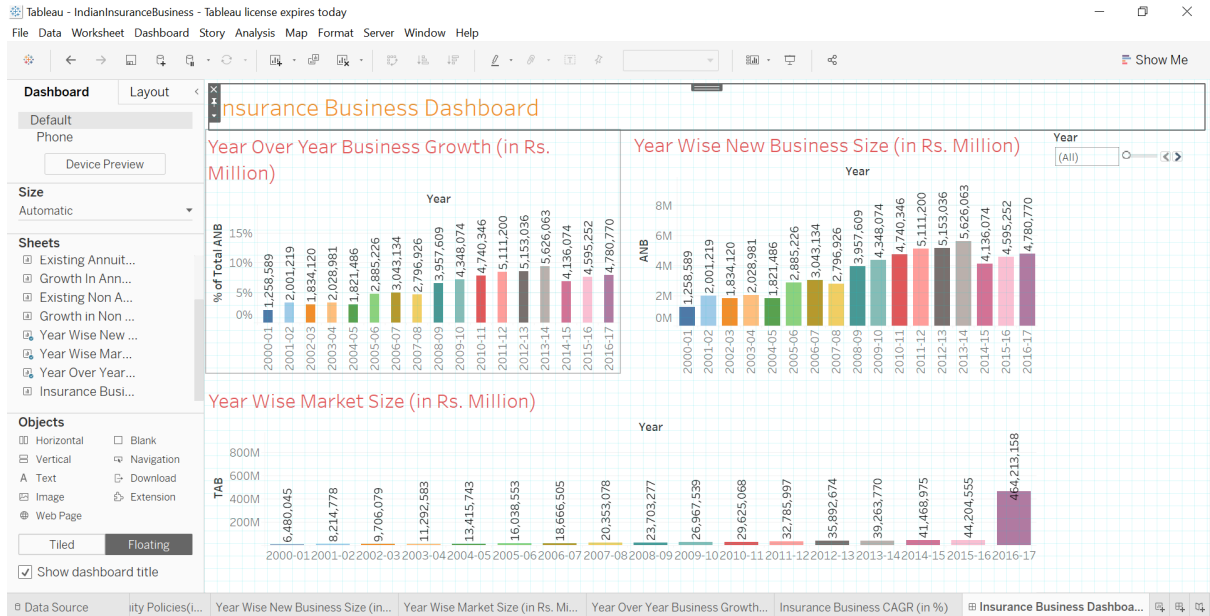 Tableau - IndianInsuranceBusiness - Tableau license expires today
File Data Worksheet Dashboard Story Analysis Map Format Server Window Help
Show Me
Dashboard Layout
Default
Phone
Device Preview
Size
Automatic
Sheets
Existing Annuit...
Growth In Ann...
Existing Non A...
Growth in Non ...
Year Wise New ...
Year Wise Mar...
Year Over Year...
Insurance Busi...
Objects
Horizontal Blank
Vertical Navigation
Text Download
Image Extension
Web Page
Tiled Floating
Show dashboard title
nsurance Business Dashboard
Year Over Year Business Growth (in Rs.
Million)
Year
% of Total ANB
15%
10%
5%
0%
1,258,589 2,001,219 1,834,120 2,028,981 1,821,486 2,885,226 3,043,134 2,796,926 3,957,609 4,348,074 4,740,346 5,111,200 5,153,036 5,626,063 4,136,074 4,595,252 4,780,770
2000-01 2001-02 2002-03 2003-04 2004-05 2005-06 2006-07 2007-08 2008-09 2009-10 2010-11 2011-12 2012-13 2013-14 2014-15 2015-16 2016-17
Year Wise New Business Size (in Rs. Million)
Year
ANB
8M
6M
4M
2M
0M
1,258,589 2,001,219 1,834,120 2,028,981 1,821,486 2,885,226 3,043,134 2,796,926 3,957,609 4,348,074 4,740,346 5,111,200 5,153,036 5,626,063 4,136,074 4,595,252 4,780,770
2000-01 2001-02 2002-03 2003-04 2004-05 2005-06 2006-07 2007-08 2008-09 2009-10 2010-11 2011-12 2012-13 2013-14 2014-15 2015-16 2016-17
Year
(All)
Year Wise Market Size (in Rs. Million)
Year
TAB
800M
600M
400M
200M
6,480,045 8,214,778 9,706,079 11,292,583 13,415,743 16,038,553 18,666,505 20,353,078 23,703,277 26,967,539 29,625,068 32,785,997 35,892,674 39,263,770 41,468,975 44,204,555 464,213,158
2000-01 2001-02 2002-03 2003-04 2004-05 2005-06 2006-07 2007-08 2008-09 2009-10 2010-11 2011-12 2012-13 2013-14 2014-15 2015-16 2016-17
Data Source ity Policies(i... Year Wise New Business Size (in... Year Wise Market Size (in Rs. Mi... Year Over Year Business Growth... Insurance Business CAGR (in %) Insurance Business Dashboa...